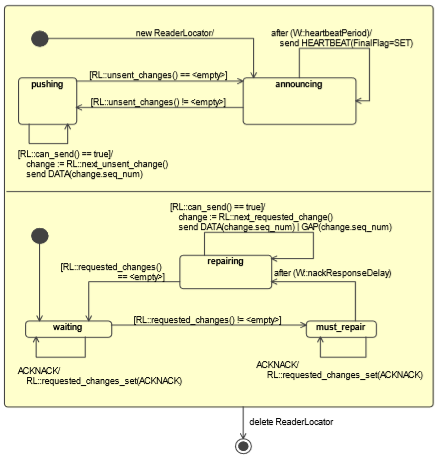 new ReaderLocator/
after (W::heartbeatPeriod)/
send HEARTBEAT(FinalFlag=SET)
[RL::unsent_changes() == <empty>]
pushing
announcing
[RL::unsent_changes() != <empty>]
[RL::can_send() == true]/
change := RL::next_unsent_change()
send DATA(change.seq_num)
[RL::can_send() == true]/
change := RL::next_requested_change()
send DATA(change.seq_num) | GAP(change.seq_num)
[RL::requested_changes()
== <empty>]
repairing
after (W::nackResponseDelay)
waiting
[RL::requested_changes() != <empty>]
must_repair
ACKNACK/
RL::requested_changes_set(ACKNACK)
ACKNACK/
RL::requested_changes_set(ACKNACK)
delete ReaderLocator